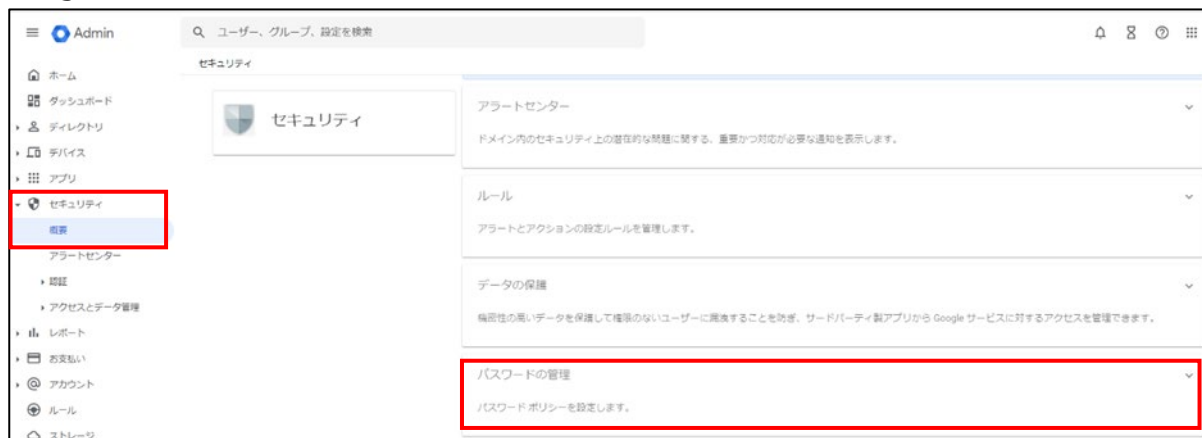 Admin
ユーザー、グループ、設定を検索
セキュリティ
ホーム
ダッシュボード
ディレクトリ
デバイス
アプリ
セキュリティ
概要
アラートセンター
認証
アクセスとデータ管理
レポート
お支払い
アカウント
ルール
ストレージ
セキュリティ
アラートセンター
ドメイン内のセキュリティ上の潜在的な問題に関する、重要かつ対応が必要な通知を表示します。
ルール
アラートとアクションの設定ルールを管理します。
データの保護
機密性の高いデータを保護して権限のないユーザーに漏洩することを防ぎ、サードパーティ製アプリから Google サービスに対するアクセスを管理できます。
パスワードの管理
パスワード ポリシーを設定します。